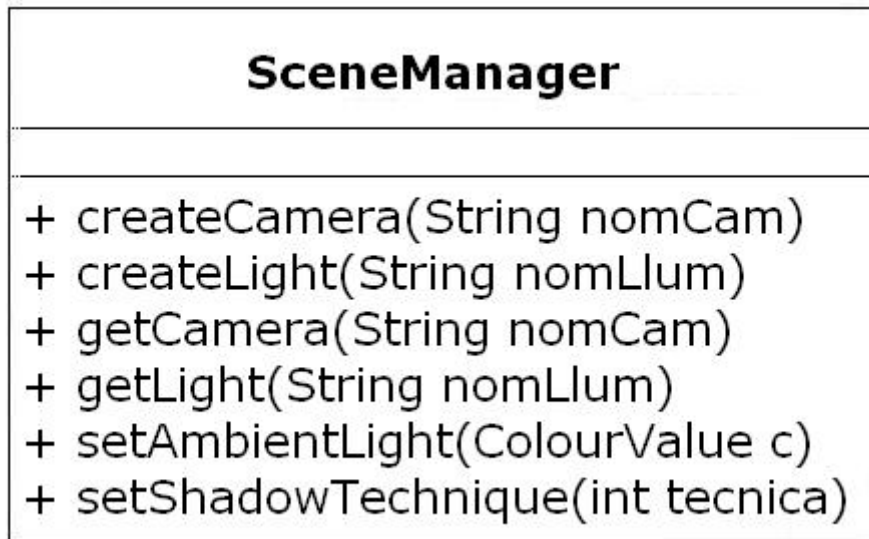 SceneManager
+ createCamera(String nomCam)
+ createLight(String nomLlum)
+ getCamera(String nomCam)
+ getLight(String nomLlum)
+ setAmbientLight(ColourValue c)
+ setShadowTechnique(int tecnica)